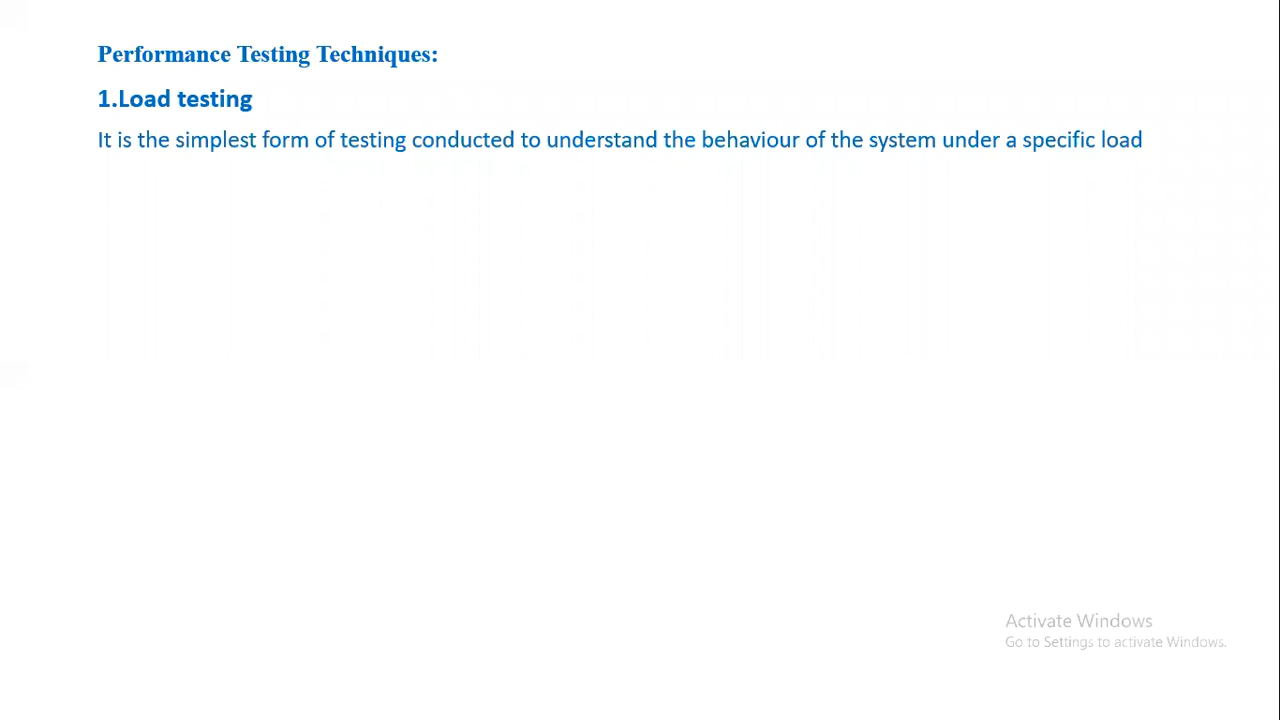 Performance Testing Techniques:
1.Load testing
It is the simplest form of testing conducted to understand the behaviour of the system under a specific load
Activate Windows
Go to Settings to activate Windows.